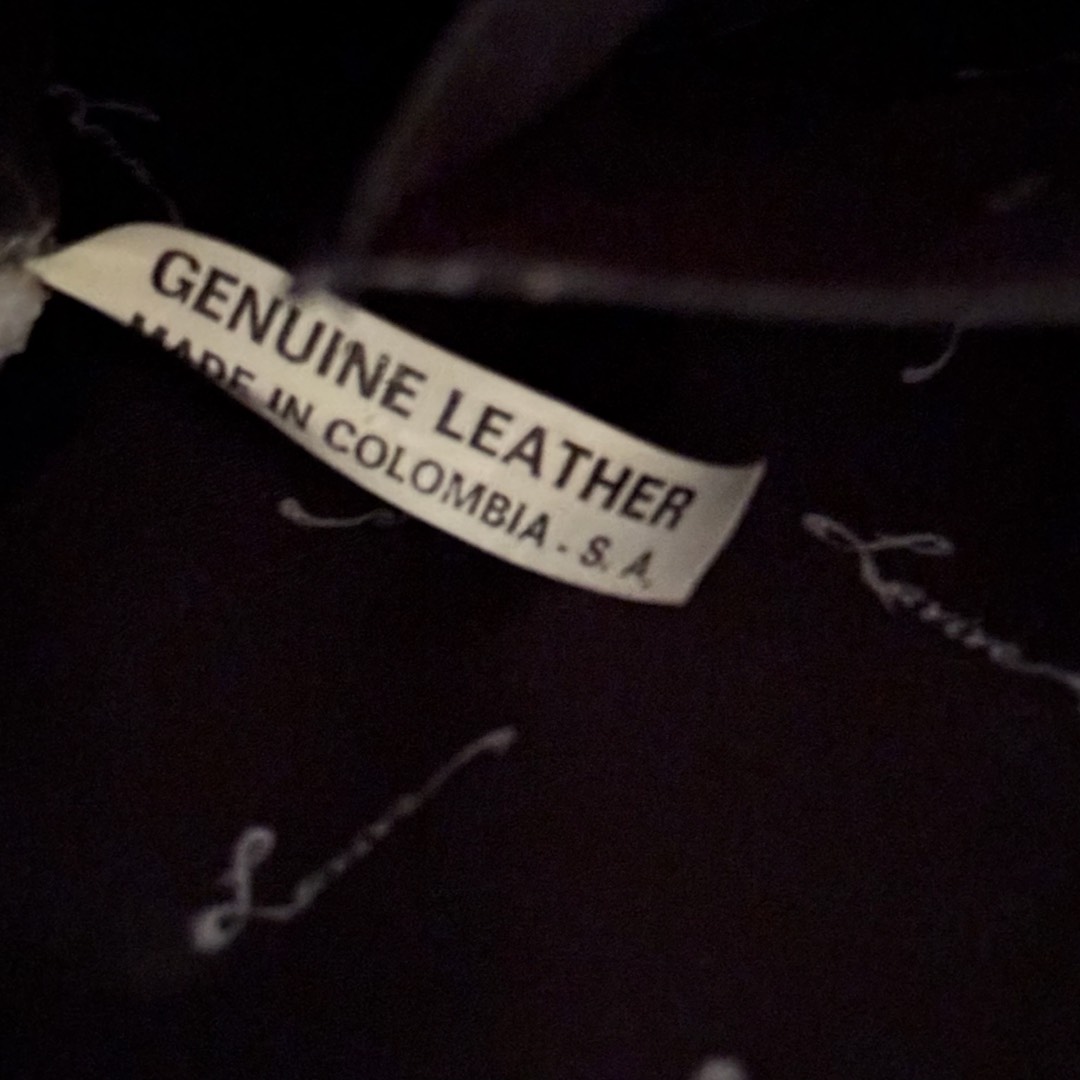 GENUINE LEATHER
MADE IN COLOMBIA - S. A.